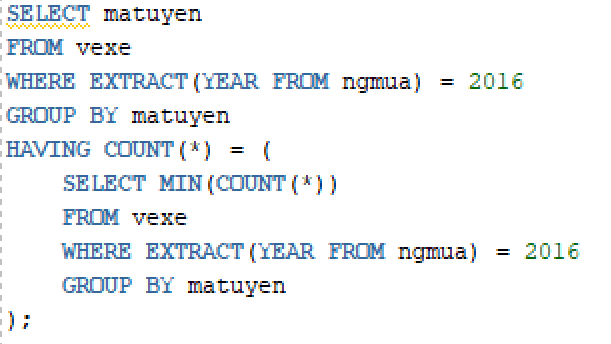 SELECT matuyen
FROM vexe
WHERE EXTRACT(YEAR FROM ngmua) = 2016
GROUP BY matuyen
HAVING COUNT(*) = (
    SELECT MIN(COUNT(*))
    FROM vexe
    WHERE EXTRACT(YEAR FROM ngmua) = 2016
    GROUP BY matuyen
);